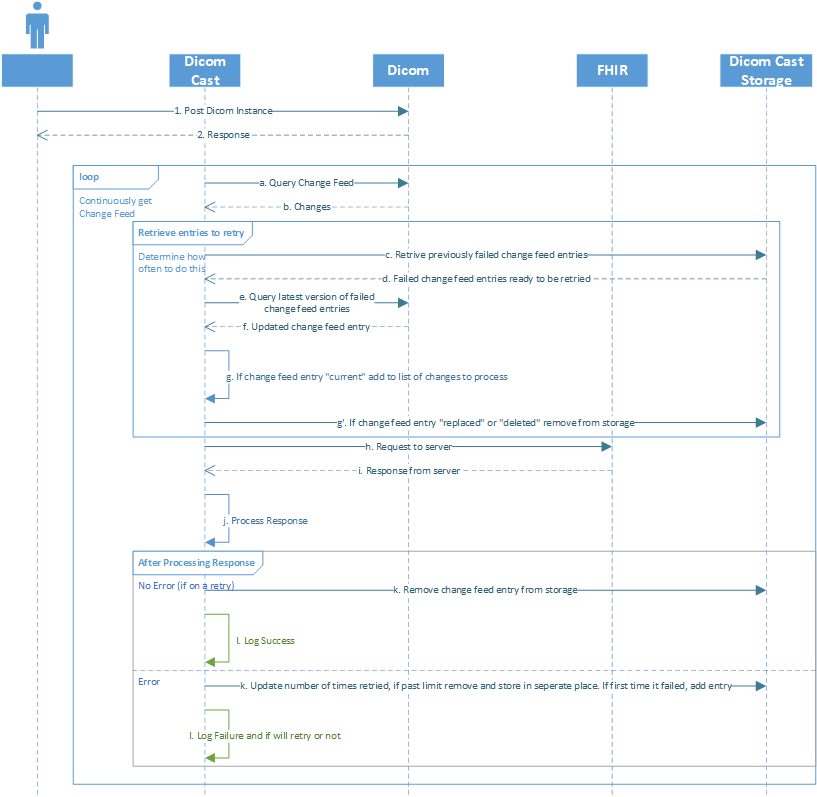 Dicom
Cast
Dicom
FHIR
Dicom Cast
Storage
1. Post Dicom Instance
2. Response
loop
Continuously get
Change Feed
a. Query Change Feed
b. Changes
Retrieve entries to retry
Determine how
often to do this
c. Retrive previously failed change feed entries
d. Failed change feed entries ready to be retried
e. Query latest version of failed
change feed entries
f. Updated change feed entry
g. If change feed entry "current" add to list of changes to process
g'. If change feed entry "replaced" or "deleted" remove from storage
h. Request to server
i. Response from server
j. Process Response
After Processing Response
No Error (if on a retry)
k. Remove change feed entry from storage
l. Log Success
Error
k. Update number of times retried, if past limit remove and store in seperate place. If first time it failed, add entry
l. Log Failure and if will retry or not